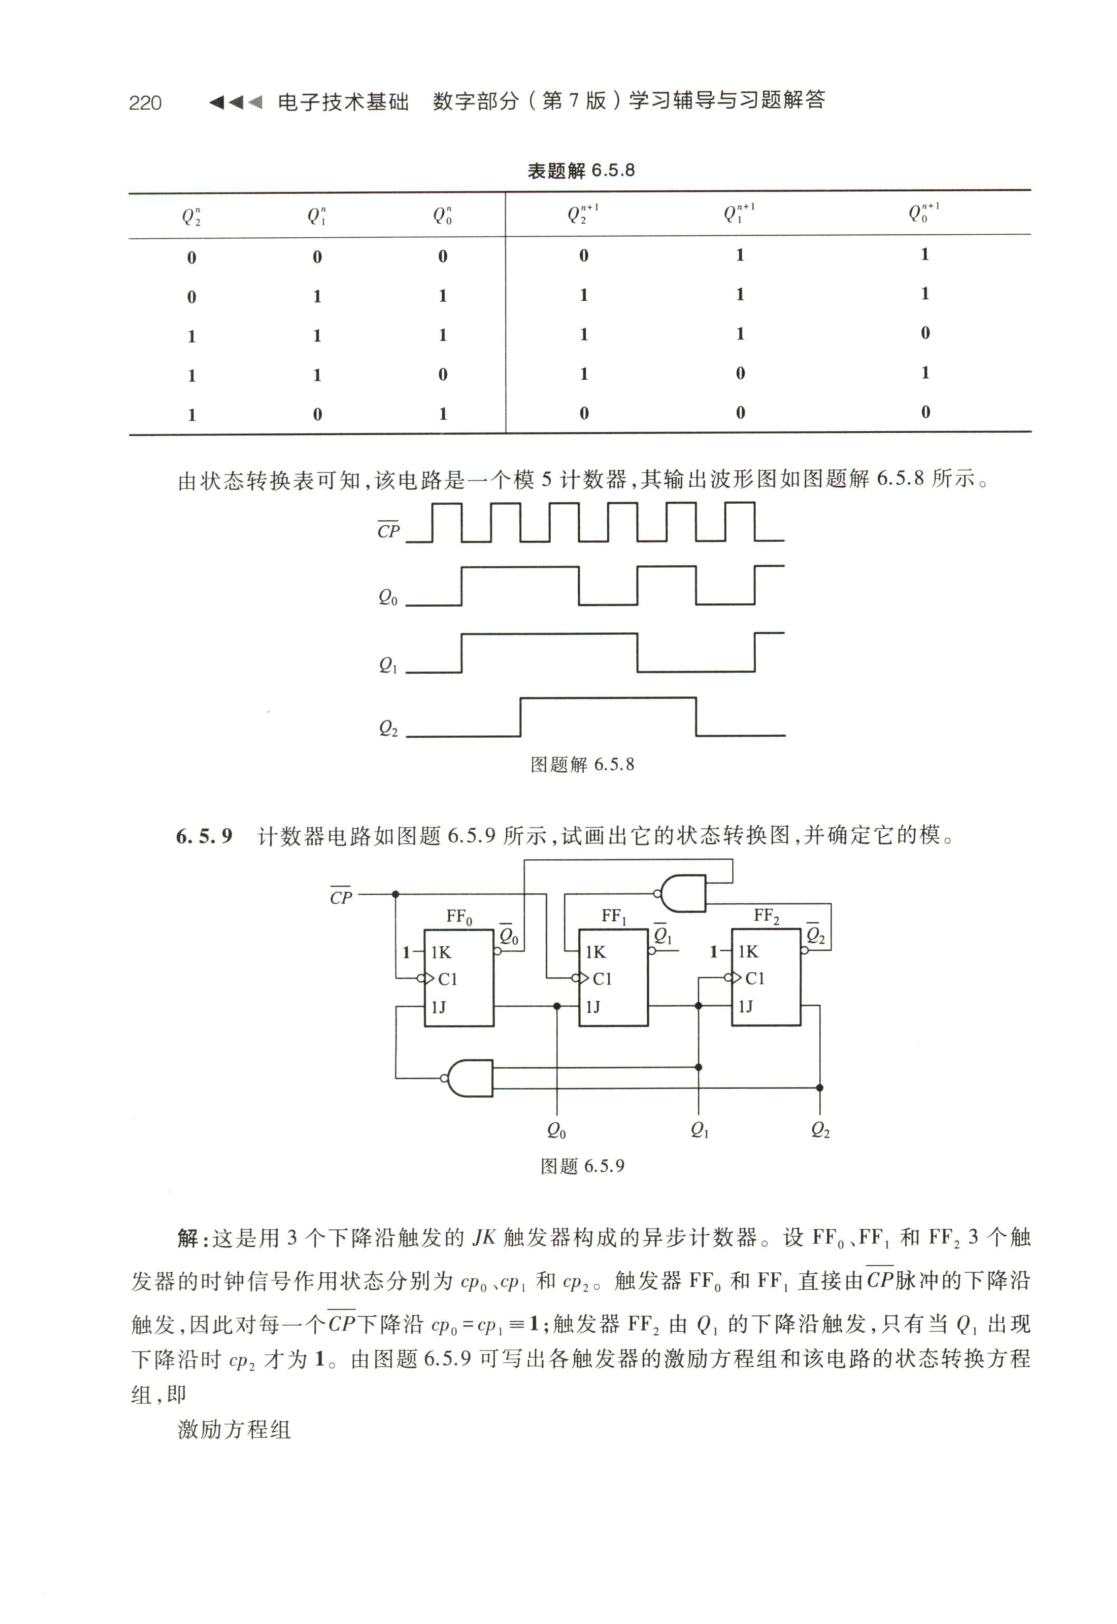 220 ◀◀◀ 电子技术基础 数字部分（第 7 版）学习辅导与习题解答
表题解 6.5.8
Q₂ⁿ Q₁ⁿ Q₀ⁿ Q₂ⁿ⁺¹ Q₁ⁿ⁺¹ Q₀ⁿ⁺¹
0 0 0 0 1 1
0 1 1 1 1 1
1 1 1 1 1 0
1 1 0 1 0 1
1 0 1 0 0 0
由状态转换表可知,该电路是一个模 5 计数器,其输出波形图如图题解 6.5.8 所示。
C̅P̅
Q₀
Q₁
Q₂
图题解 6.5.8
6.5.9 计数器电路如图题 6.5.9 所示,试画出它的状态转换图,并确定它的模。
C̅P̅
FF₀ FF₁ FF₂
Q̅₀ Q̅₁ Q̅₂
1 1K 1K 1 1K
C1 C1 C1
1J 1J 1J
Q₀ Q₁ Q₂
图题 6.5.9
解:这是用 3 个下降沿触发的 JK 触发器构成的异步计数器。设 FF₀、FF₁ 和 FF₂ 3 个触
发器的时钟信号作用状态分别为 cp₀、cp₁ 和 cp₂。触发器 FF₀ 和 FF₁ 直接由C̅P̅脉冲的下降沿
触发,因此对每一个C̅P̅下降沿 cp₀=cp₁≡1;触发器 FF₂ 由 Q₁ 的下降沿触发,只有当 Q₁ 出现
下降沿时 cp₂ 才为 1。由图题 6.5.9 可写出各触发器的激励方程组和该电路的状态转换方程
组,即
激励方程组